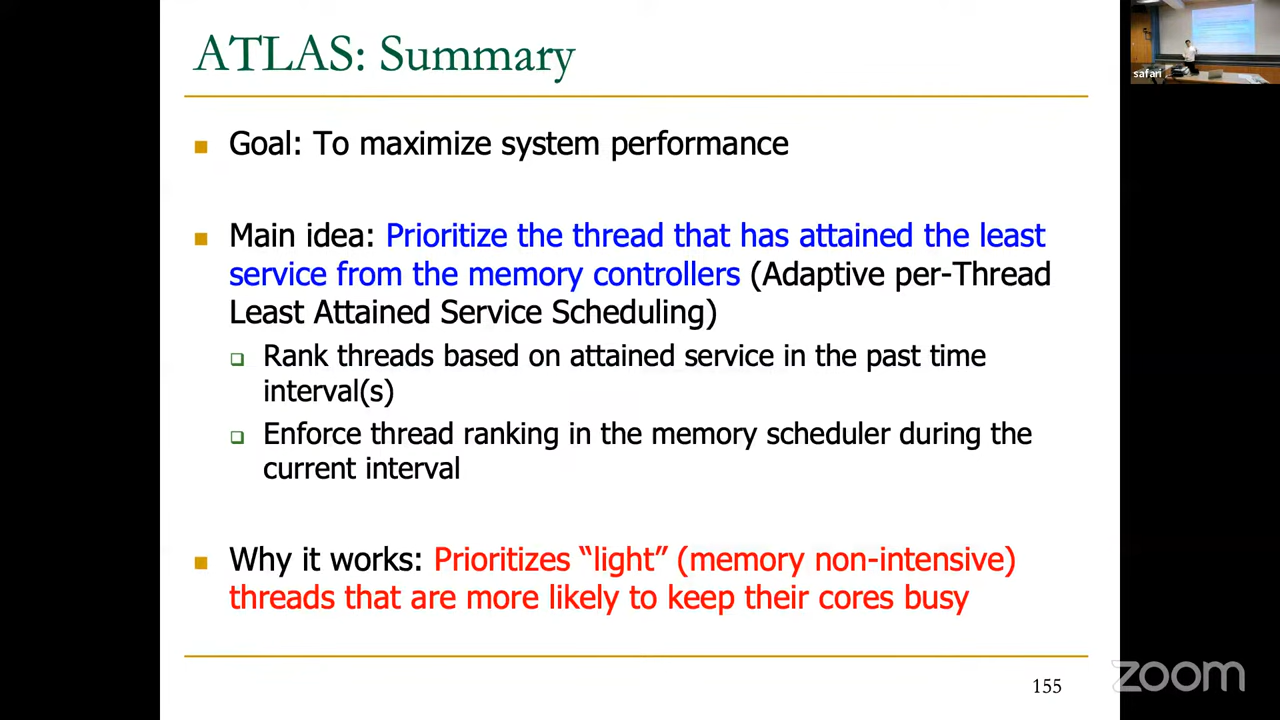 ATLAS: Summary
Goal: To maximize system performance
Main idea: Prioritize the thread that has attained the least
service from the memory controllers (Adaptive per-Thread
Least Attained Service Scheduling)
Rank threads based on attained service in the past time
interval(s)
Enforce thread ranking in the memory scheduler during the
current interval
Why it works: Prioritizes “light” (memory non-intensive)
threads that are more likely to keep their cores busy
155
safari
zoom